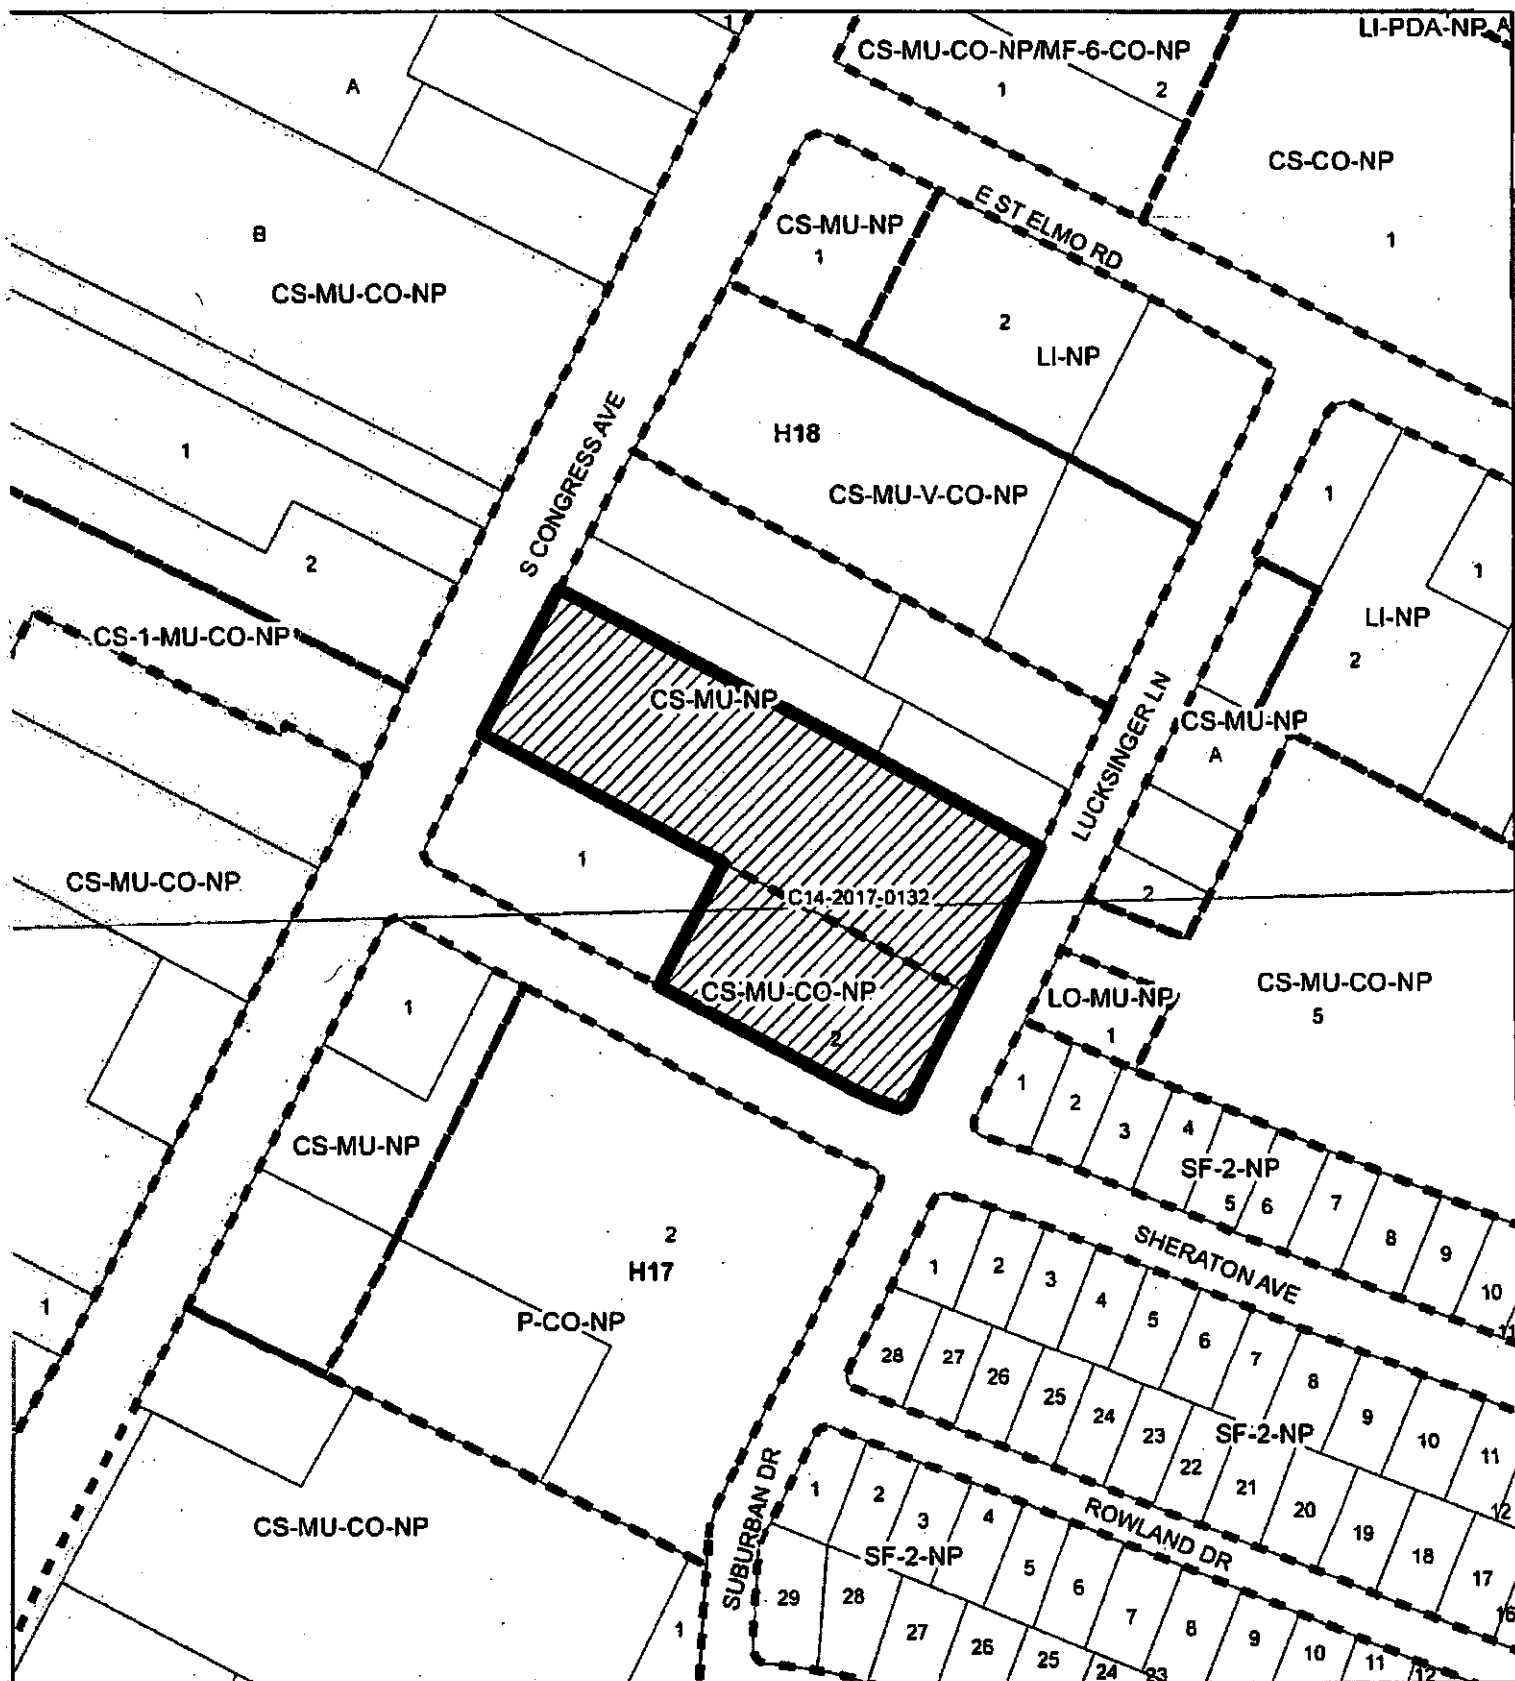 1
LI-PDA-NP
A
CS-MU-CO-NP/MF-6-CO-NP
A
1
2
CS-CO-NP
E ST ELMO RD
CS-MU-NP
1
1
B
CS-MU-CO-NP
2
LI-NP
S CONGRESS AVE
H18
1
CS-MU-V-CO-NP
1
2
1
CS-1-MU-CO-NP
LI-NP
2
CS-MU-NP
LUCKSINGER LN
CS-MU-NP
A
1
CS-MU-CO-NP
C14-2017-0132
2
CS-MU-CO-NP
LO-MU-NP
1
CS-MU-CO-NP
5
1
2
1
2
3
4
5
6
7
8
9
10
11
SF-2-NP
CS-MU-NP
2
H17
P-CO-NP
SHERATON AVE
1
1
2
3
4
5
6
7
8
9
10
11
12
28
27
26
25
24
23
22
21
20
19
18
17
16
SF-2-NP
SUBURBAN DR
ROWLAND DR
CS-MU-CO-NP
1
1
2
3
4
5
6
7
8
9
10
11
12
SF-2-NP
29
28
27
26
25
24
23